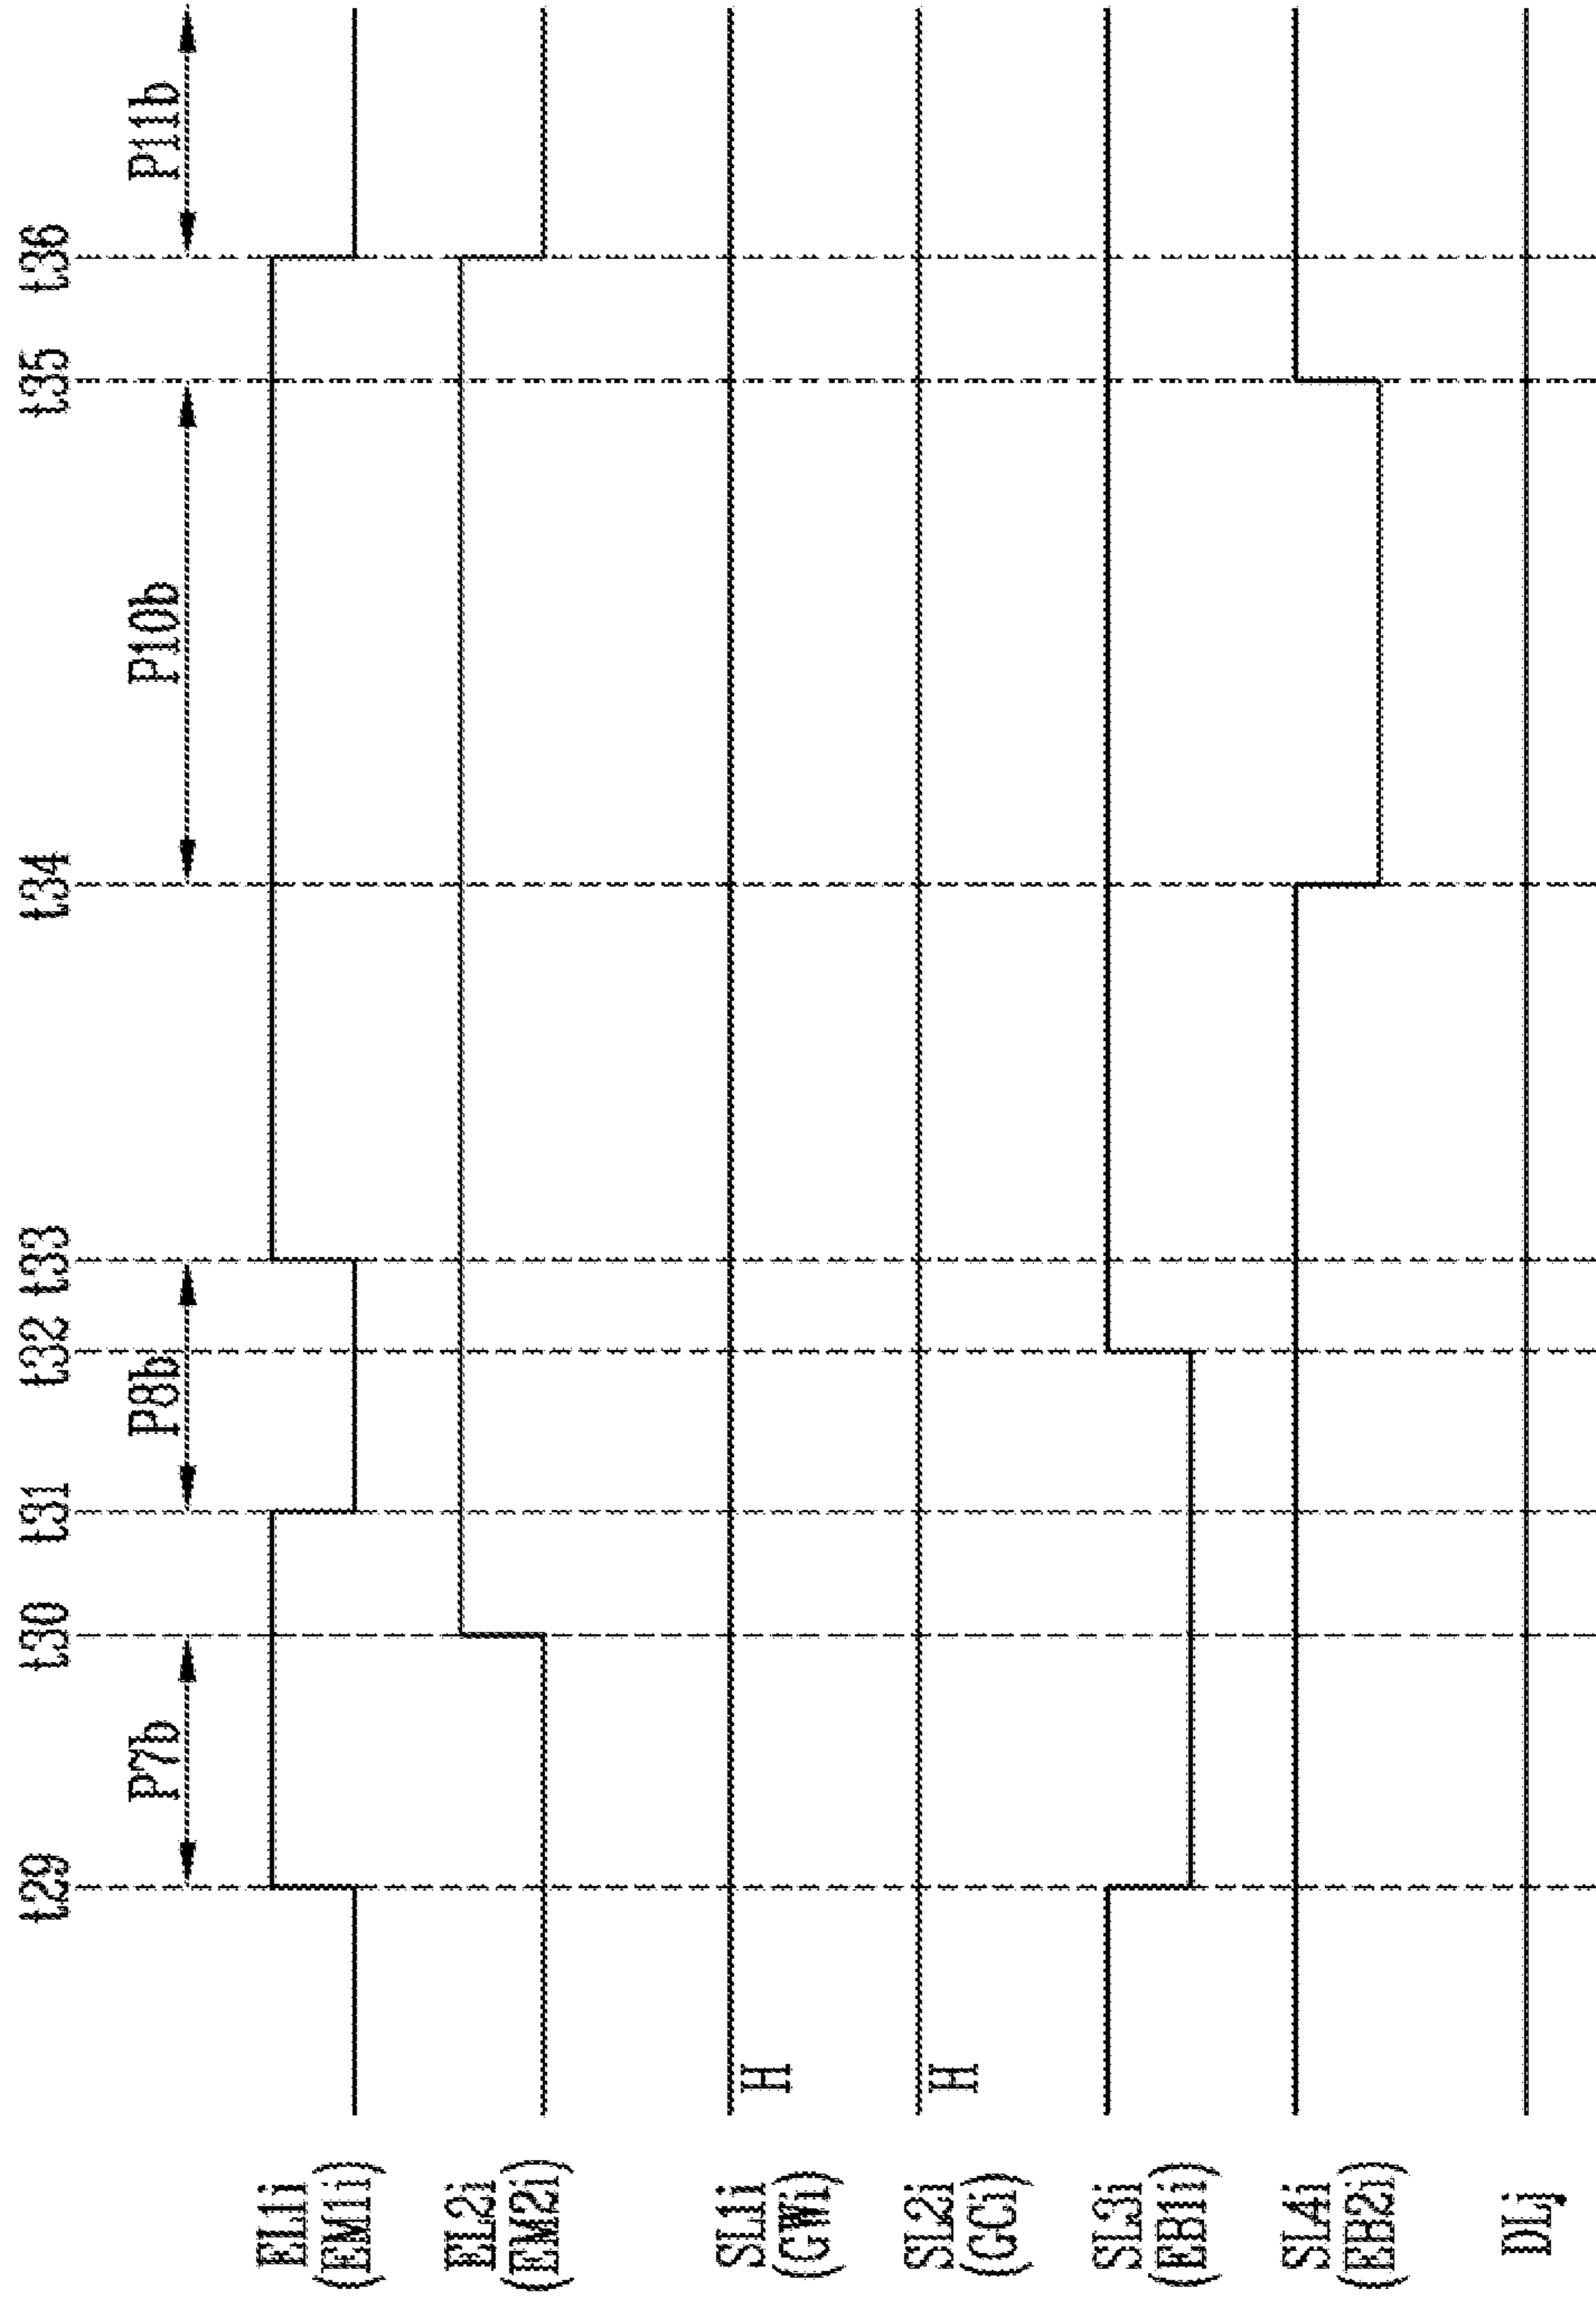 P7b
P8b
P10b
P11b
t29
t30
t31
t32
t33
t34
t35
t36
EL1i
(EM1i)
EL2i
(EM2i)
SL1i
(GWi)
H
SL2i
(GCi)
H
SL3i
(EB1i)
SL4i
(EB2i)
DLj